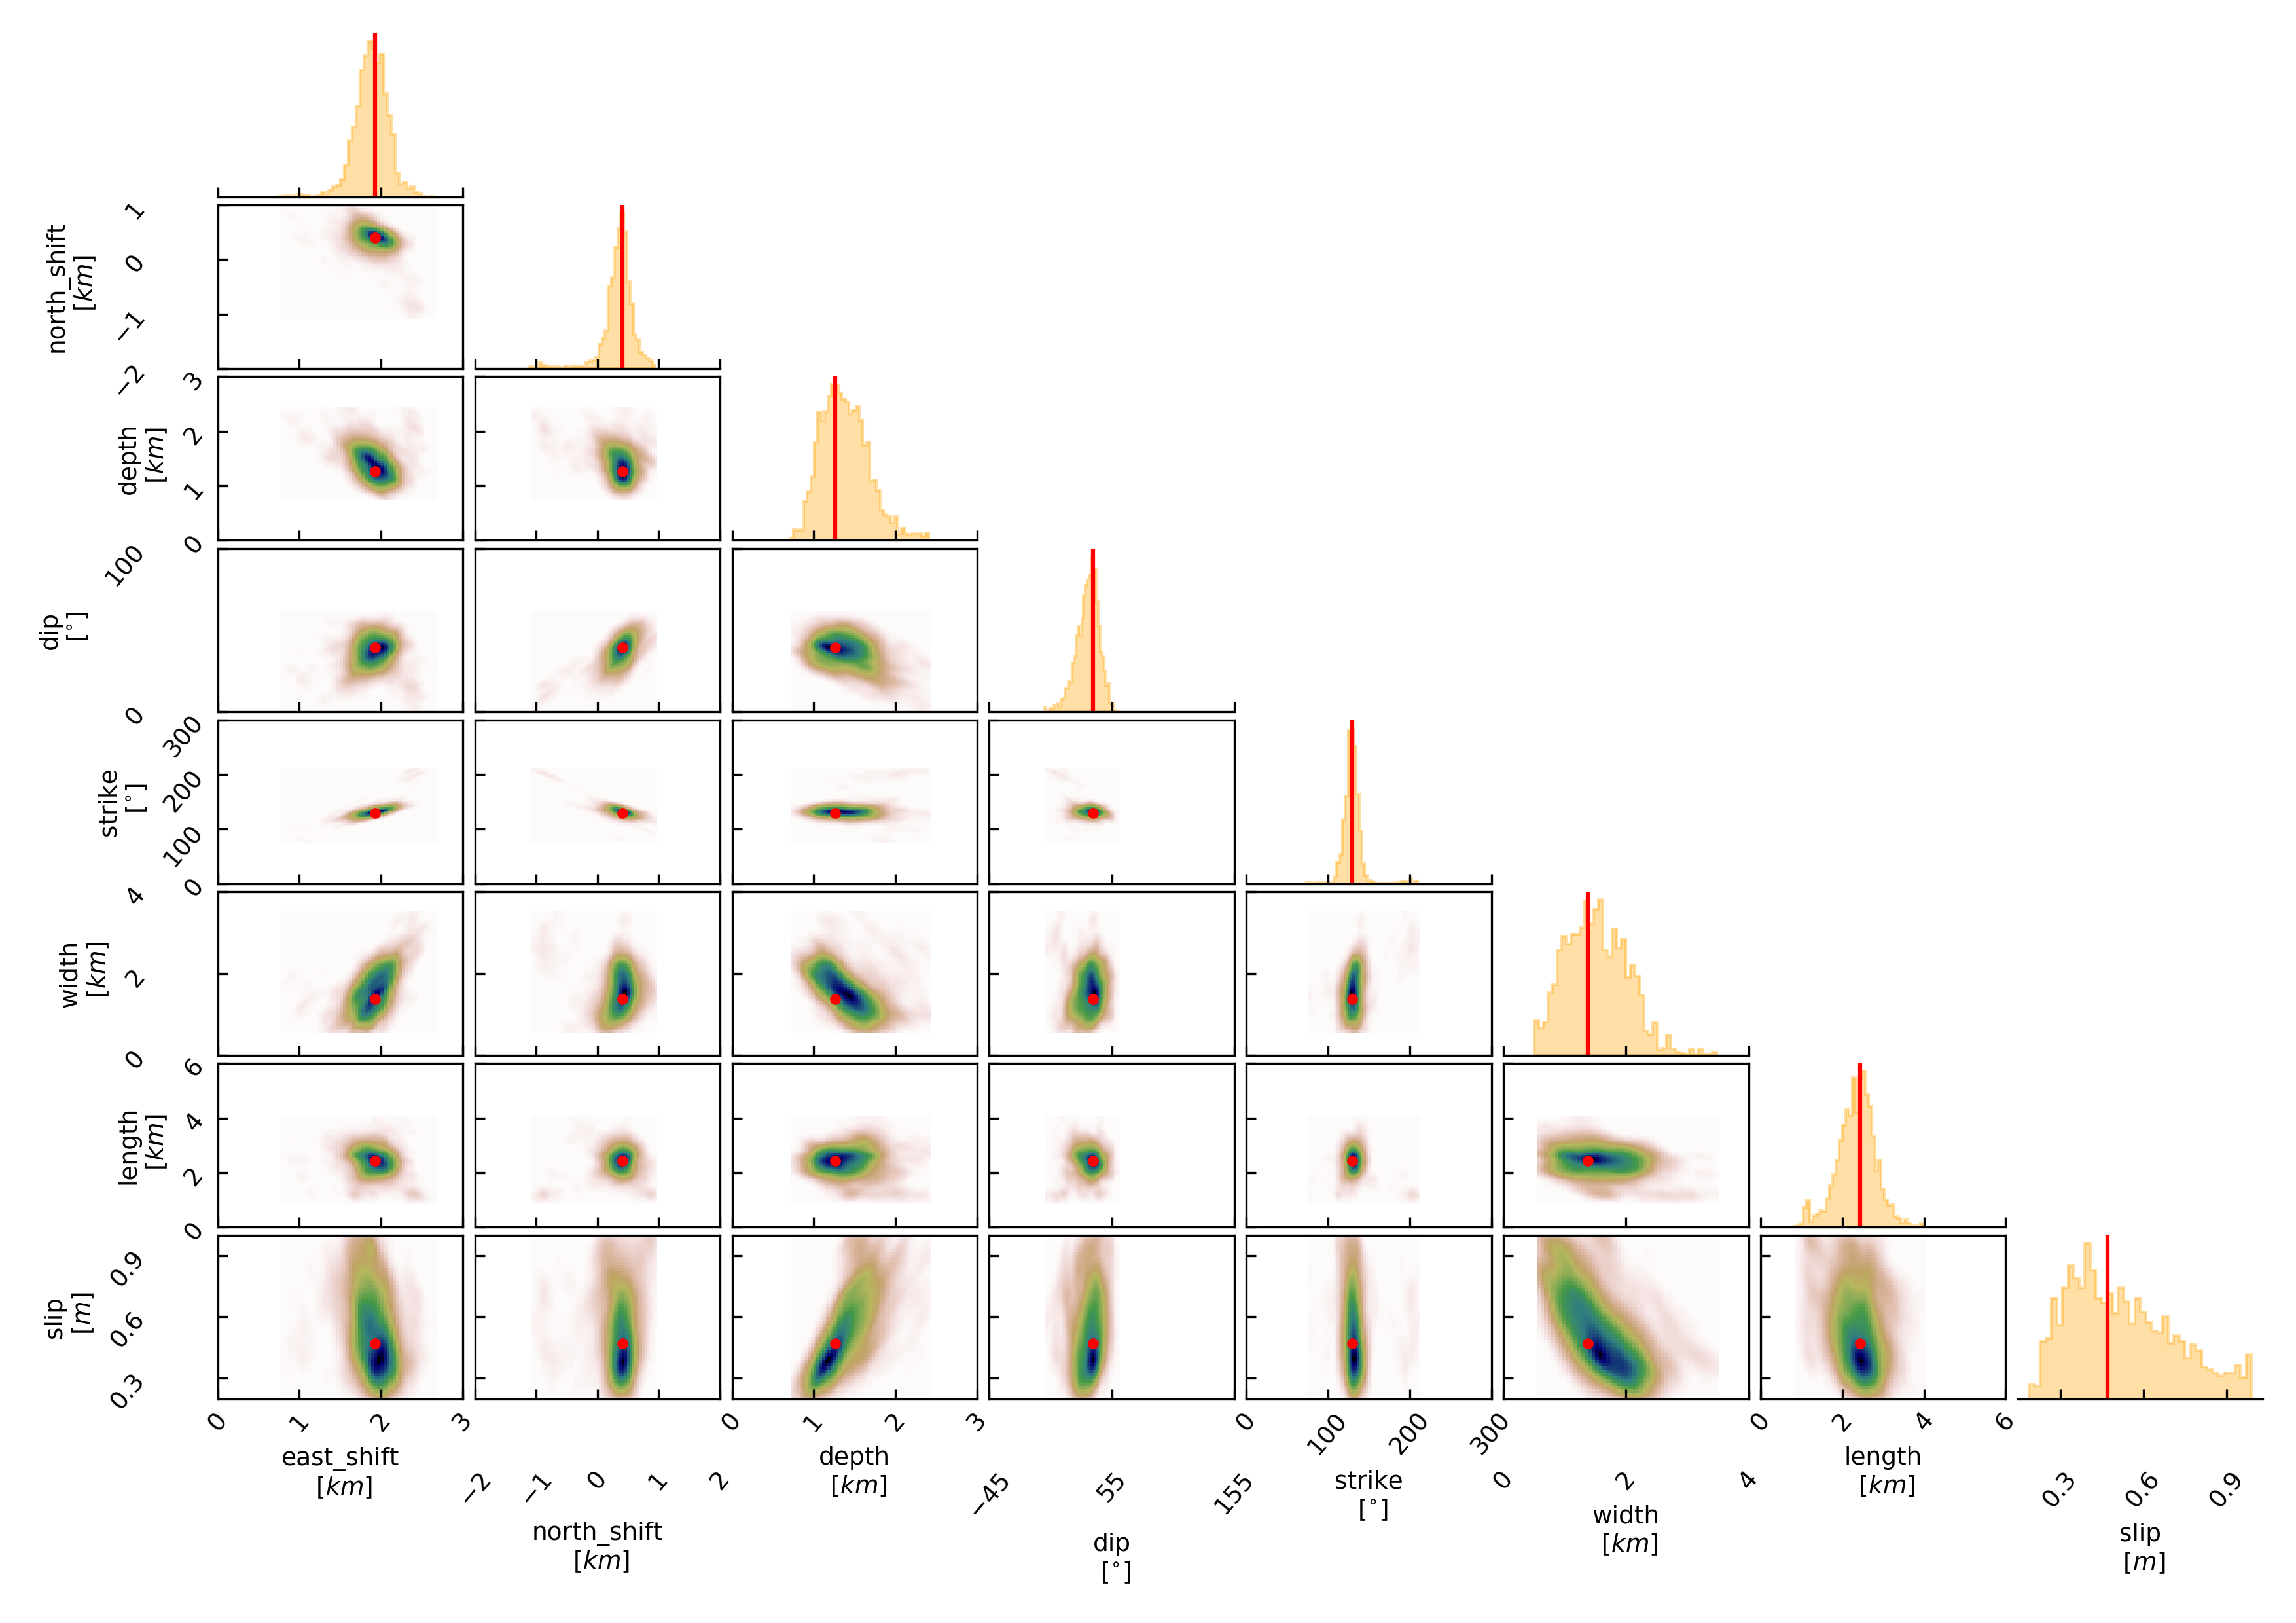 north_shift
[km]
1
0
−1
−2
depth
[km]
3
2
1
0
dip
[°]
100
0
strike
[°]
300
200
100
0
width
[km]
4
2
0
length
[km]
6
4
2
0
slip
[m]
0.9
0.6
0.3
0 1 2 3
east_shift
[km]
−2 −1 0 1 2
north_shift
[km]
0 1 2 3
depth
[km]
−45 55 155
dip
[°]
0 100 200 300
strike
[°]
0 2 4
width
[km]
0 2 4 6
length
[km]
0.3 0.6 0.9
slip
[m]